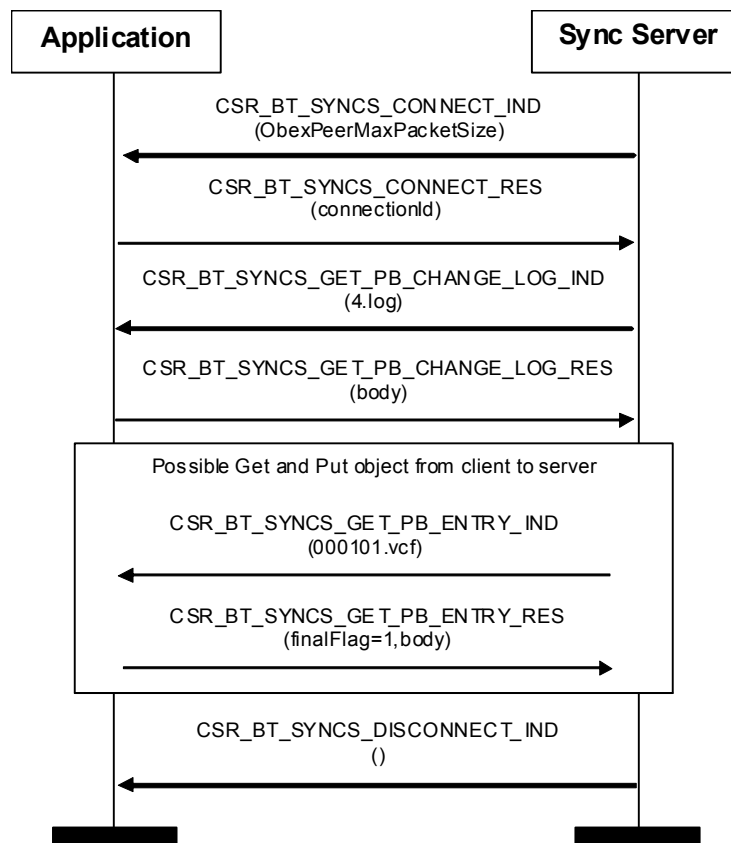 Application
Sync Server
CSR_BT_SYNCS_CONNECT_IND
(ObexPeerMaxPacketSize)
CSR_BT_SYNCS_CONNECT_RES
(connectionId)
CSR_BT_SYNCS_GET_PB_CHANGE_LOG_IND
(4.log)
CSR_BT_SYNCS_GET_PB_CHANGE_LOG_RES
(body)
Possible Get and Put object from client to server
CSR_BT_SYNCS_GET_PB_ENTRY_IND
(000101.vcf)
CSR_BT_SYNCS_GET_PB_ENTRY_RES
(finalFlag=1,body)
CSR_BT_SYNCS_DISCONNECT_IND
()